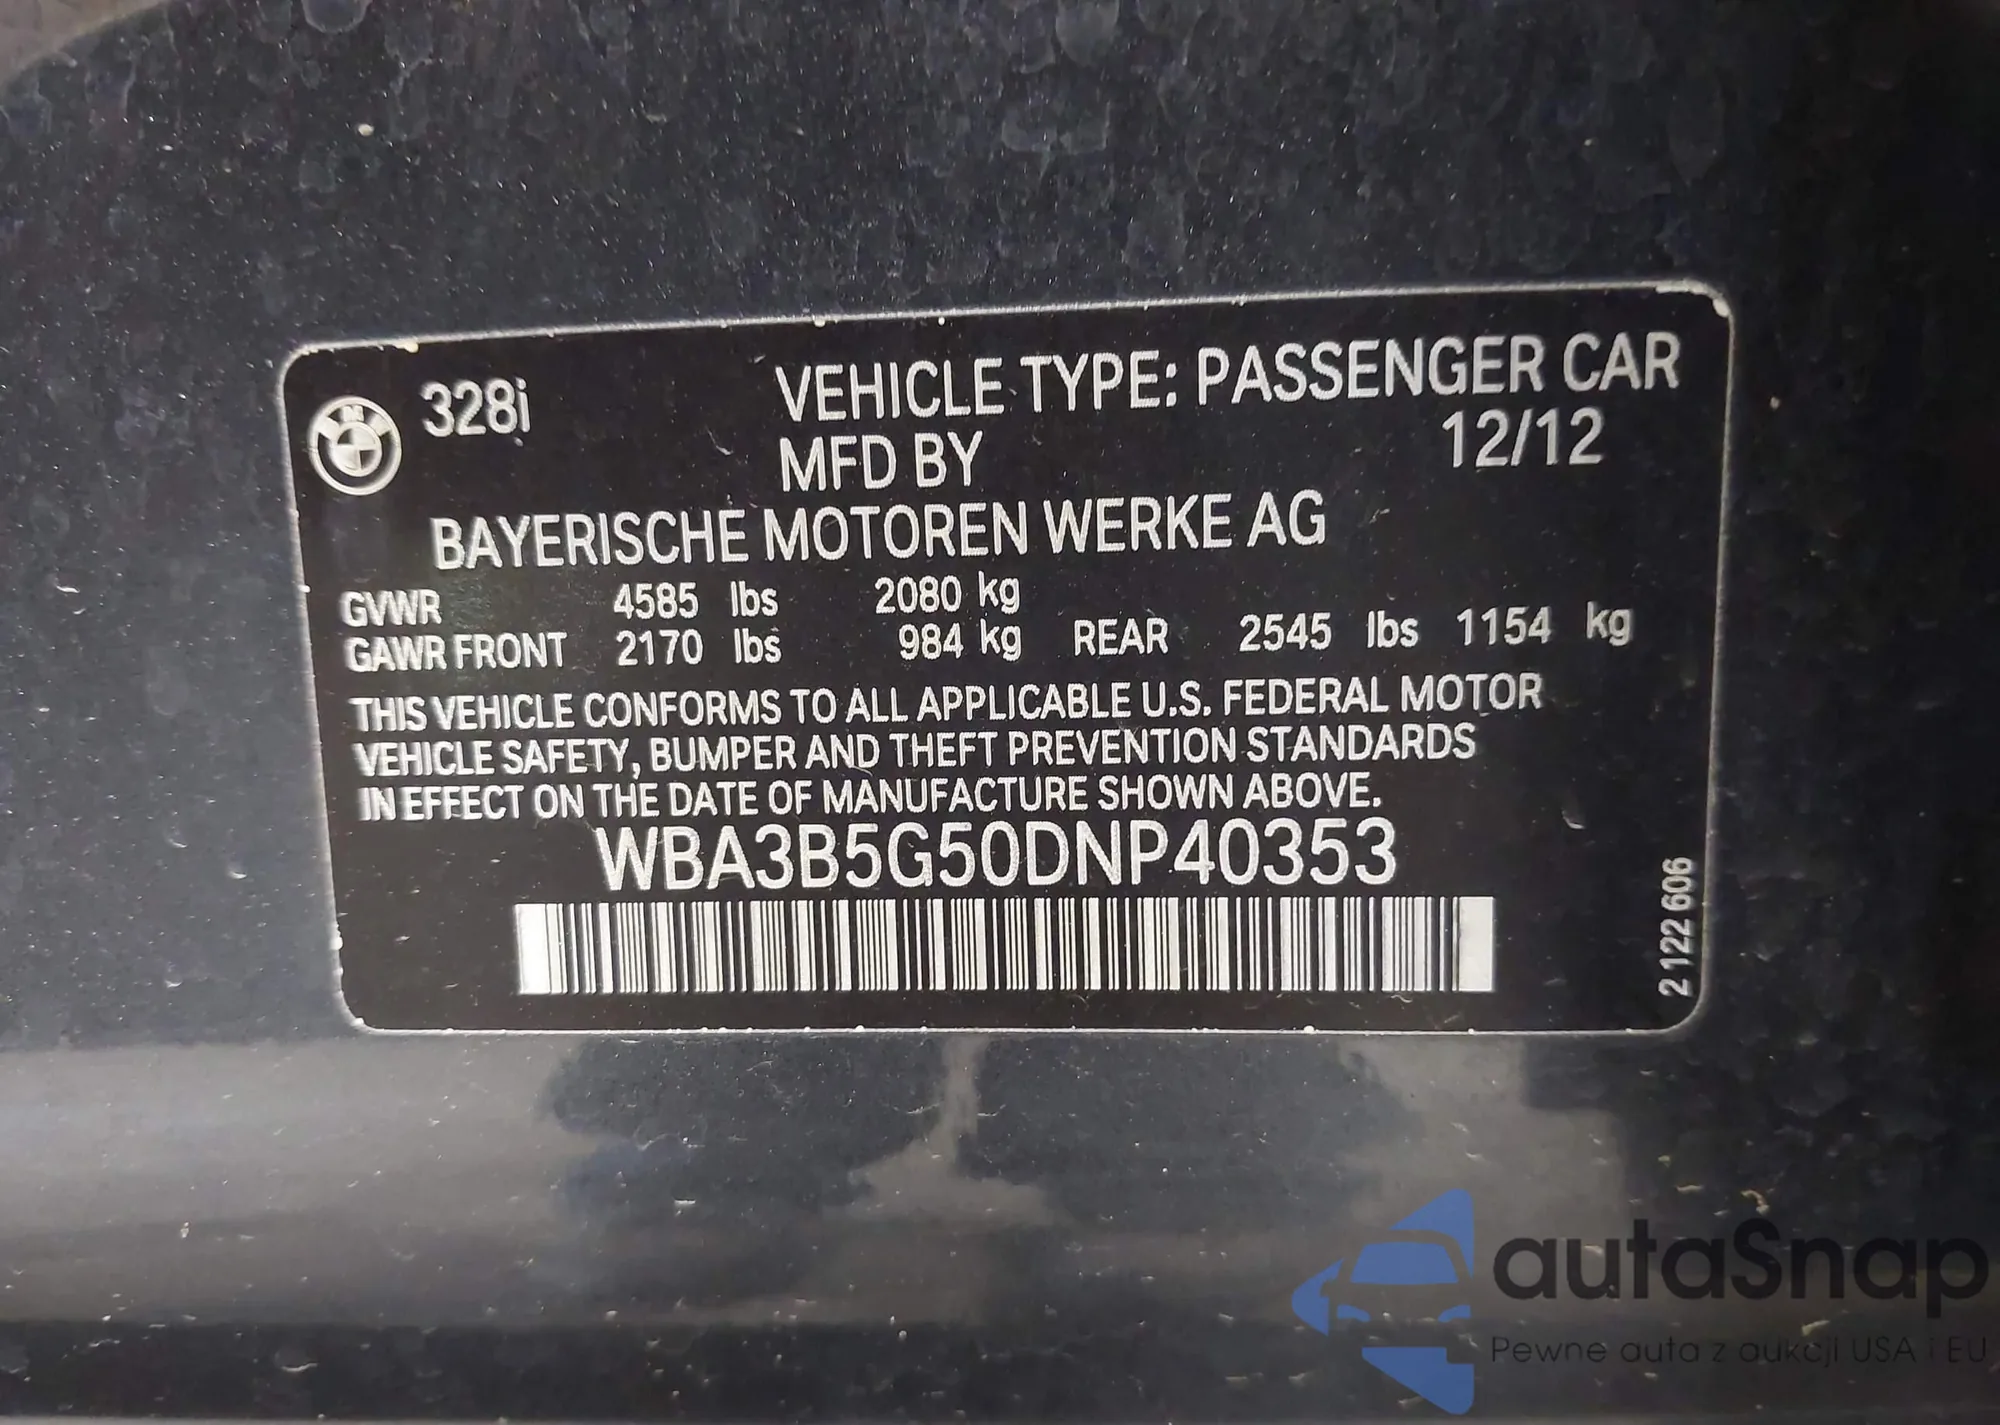 328i
VEHICLE TYPE: PASSENGER CAR
MFD BY 12/12
BAYERISCHE MOTOREN WERKE AG
GVWR 4585 lbs 2080 kg
GAWR FRONT 2170 lbs 984 kg REAR 2545 lbs 1154 kg
THIS VEHICLE CONFORMS TO ALL APPLICABLE U.S. FEDERAL MOTOR
VEHICLE SAFETY, BUMPER AND THEFT PREVENTION STANDARDS
IN EFFECT ON THE DATE OF MANUFACTURE SHOWN ABOVE.
WBA3B5G50DNP40353
2 122 606
autaSnap
Pewne auta z aukcji USA i EU